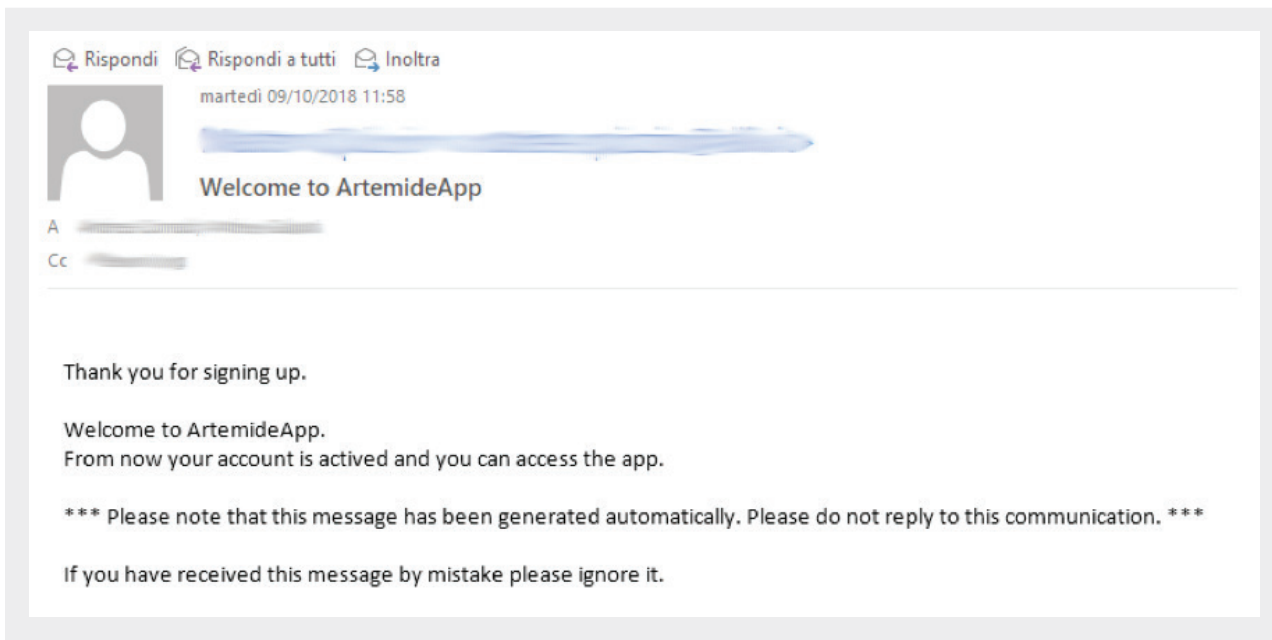 Rispondi Rispondi a tutti Inoltra
martedì 09/10/2018 11:58
Welcome to ArtemideApp
A
Cc
Thank you for signing up.
Welcome to ArtemideApp.
From now your account is actived and you can access the app.
*** Please note that this message has been generated automatically. Please do not reply to this communication. ***
If you have received this message by mistake please ignore it.